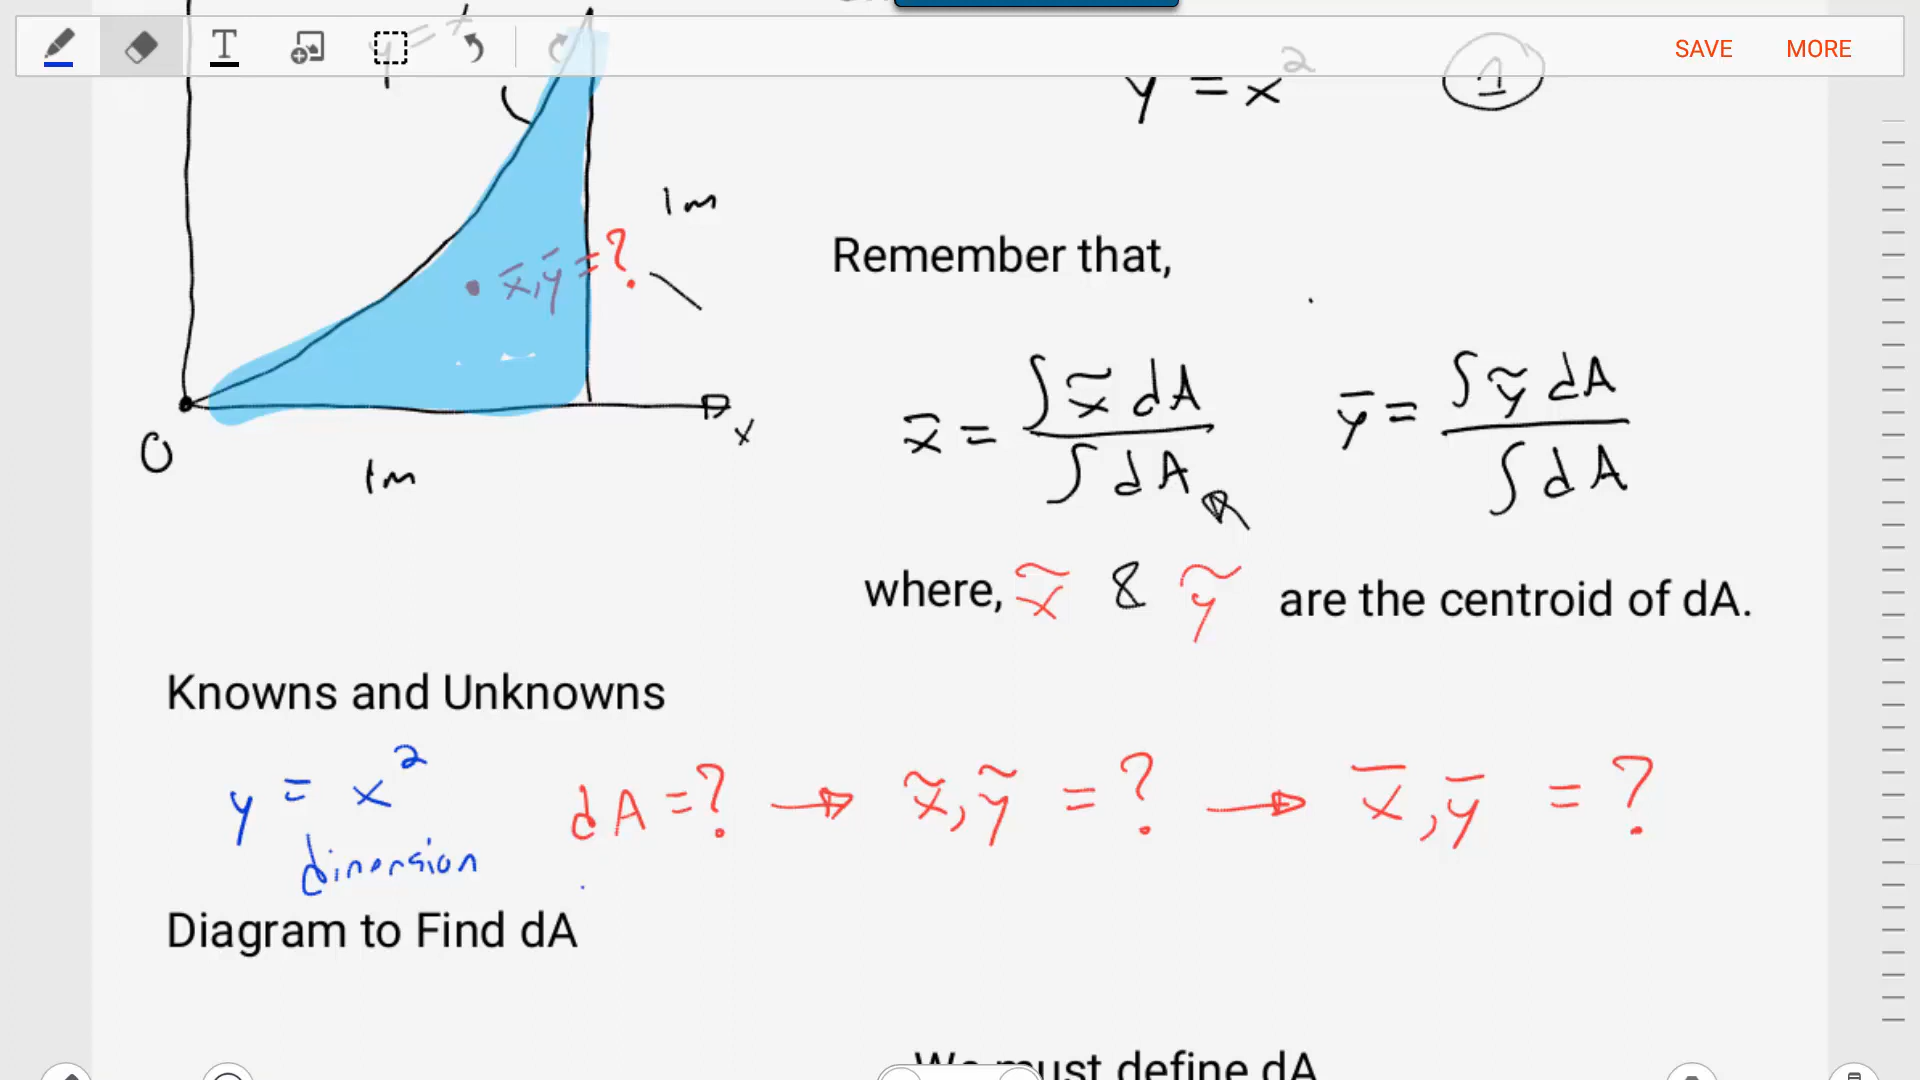 T
SAVE MORE
y = x
y = x² ①
1m
x̄, ȳ = ?
Remember that,
x̄ = ∫ x̃ dA / ∫ dA ȳ = ∫ ỹ dA / ∫ dA
x
O
1m
where, x̃ & ỹ are the centroid of dA.
Knowns and Unknowns
y = x² dA = ? → x̃, ỹ = ? → x̄, ȳ = ?
dimension
Diagram to Find dA
We must define dA